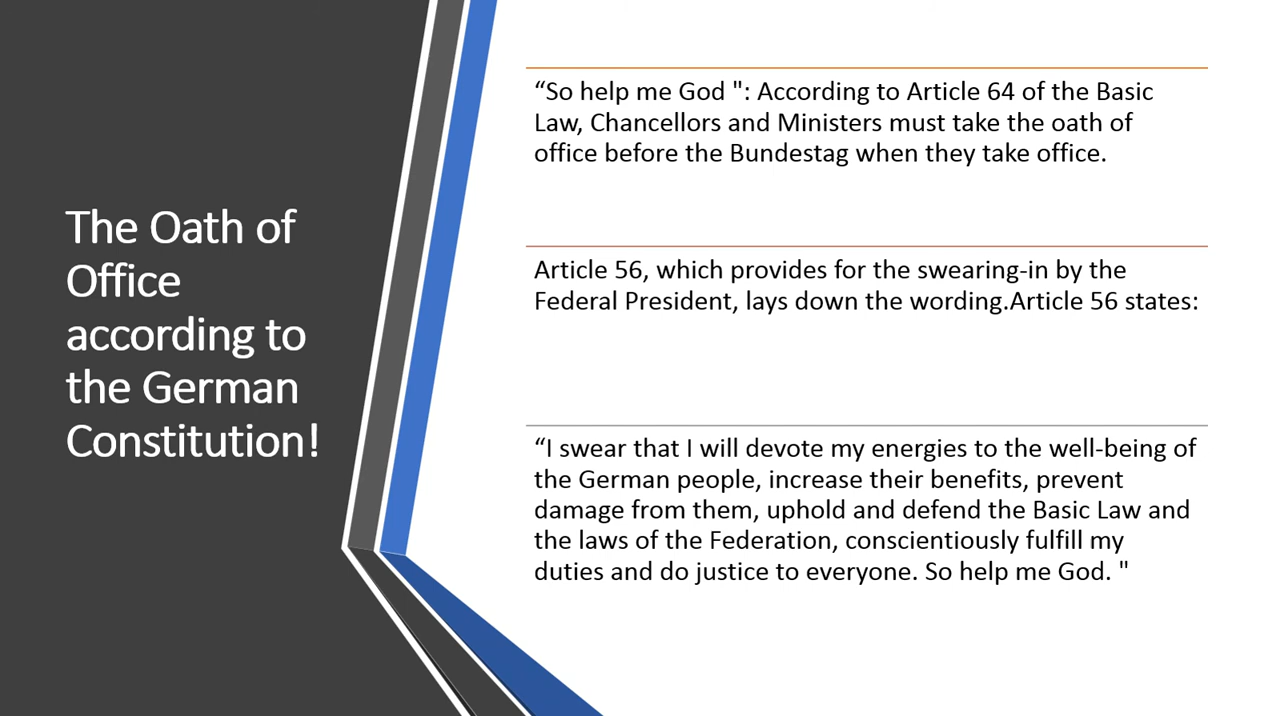 The Oath of
Office
according to
the German
Constitution!
“So help me God ": According to Article 64 of the Basic
Law, Chancellors and Ministers must take the oath of
office before the Bundestag when they take office.
Article 56, which provides for the swearing-in by the
Federal President, lays down the wording.Article 56 states:
“I swear that I will devote my energies to the well-being of
the German people, increase their benefits, prevent
damage from them, uphold and defend the Basic Law and
the laws of the Federation, conscientiously fulfill my
duties and do justice to everyone. So help me God. "